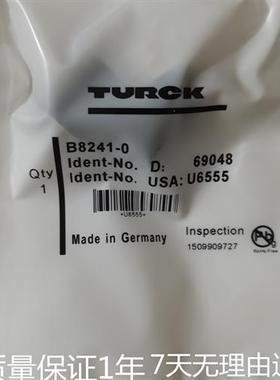 TURCK
B8241-0
Ident-No. D: 69048
Qty Ident-No. USA: U6555
1
*U6555*
Made in Germany
Inspection
1509909727
Pb
质量保证1年 7天无理由